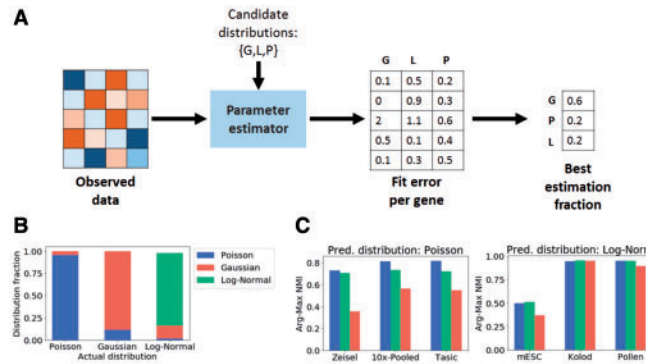 A
Candidate
distributions:
{G,L,P}
Observed
data
Parameter
estimator
G L P
0.1 0.5 0.2
0 0.9 0.3
2 1.1 0.6
0.5 0.1 0.4
0.1 0.3 0.5
Fit error
per gene
G 0.6
P 0.2
L 0.2
Best
estimation
fraction
B
Distribution fraction
1.00
0.75
0.50
0.25
0.00
Poisson Gaussian Log-Normal
Actual distribution
Poisson
Gaussian
Log-Normal
C
Pred. distribution: Poisson
Arg-Max NMI
0.8
0.6
0.4
0.2
0.0
Zeisel 10x-Pooled Tasic
Pred. distribution: Log-Norm
Arg-Max NMI
1.00
0.75
0.50
0.25
0.00
mESC Kolod Pollen